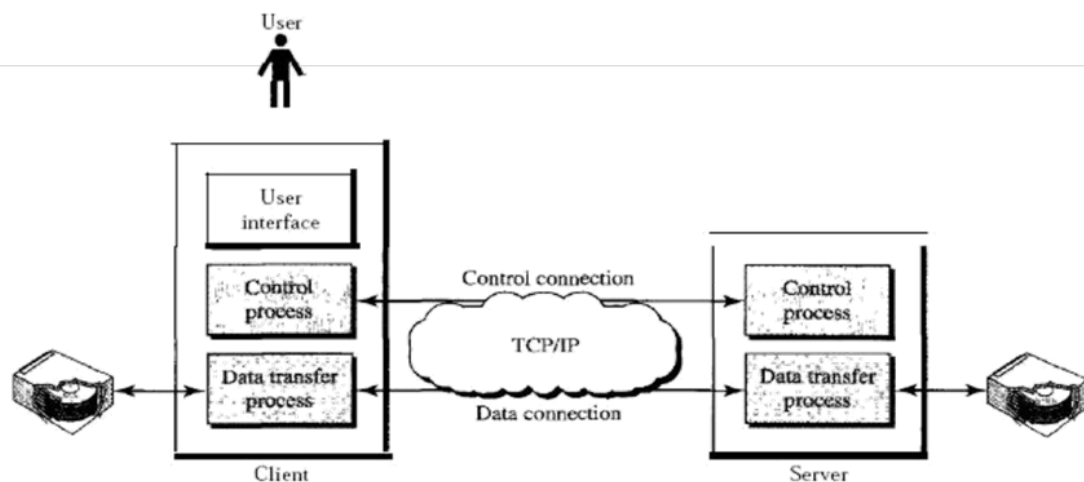 User
User
interface
Control
process
Data transfer
process
Client
Control connection
TCP/IP
Data connection
Control
process
Data transfer
process
Server